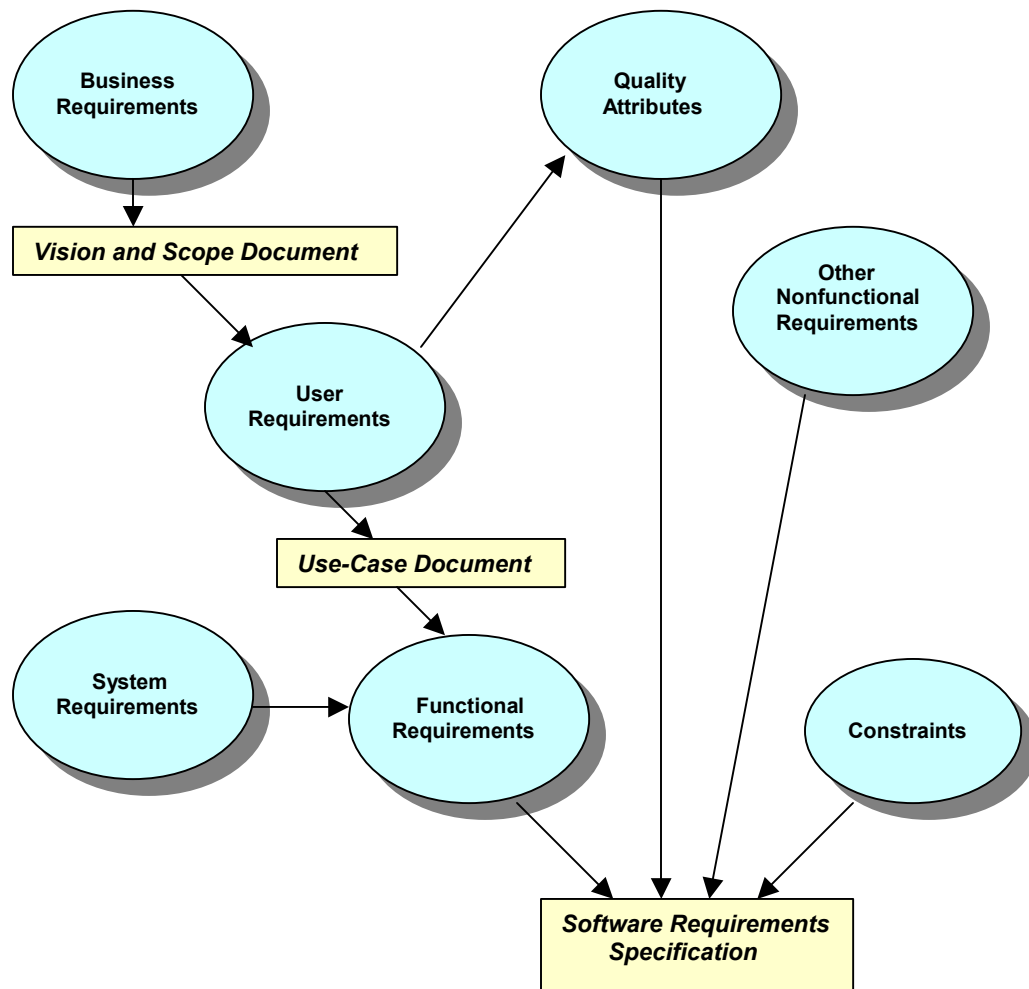 Business
Requirements
Quality
Attributes
Vision and Scope Document
Other
Nonfunctional
Requirements
User
Requirements
Use-Case Document
System
Requirements
Functional
Requirements
Constraints
Software Requirements
Specification